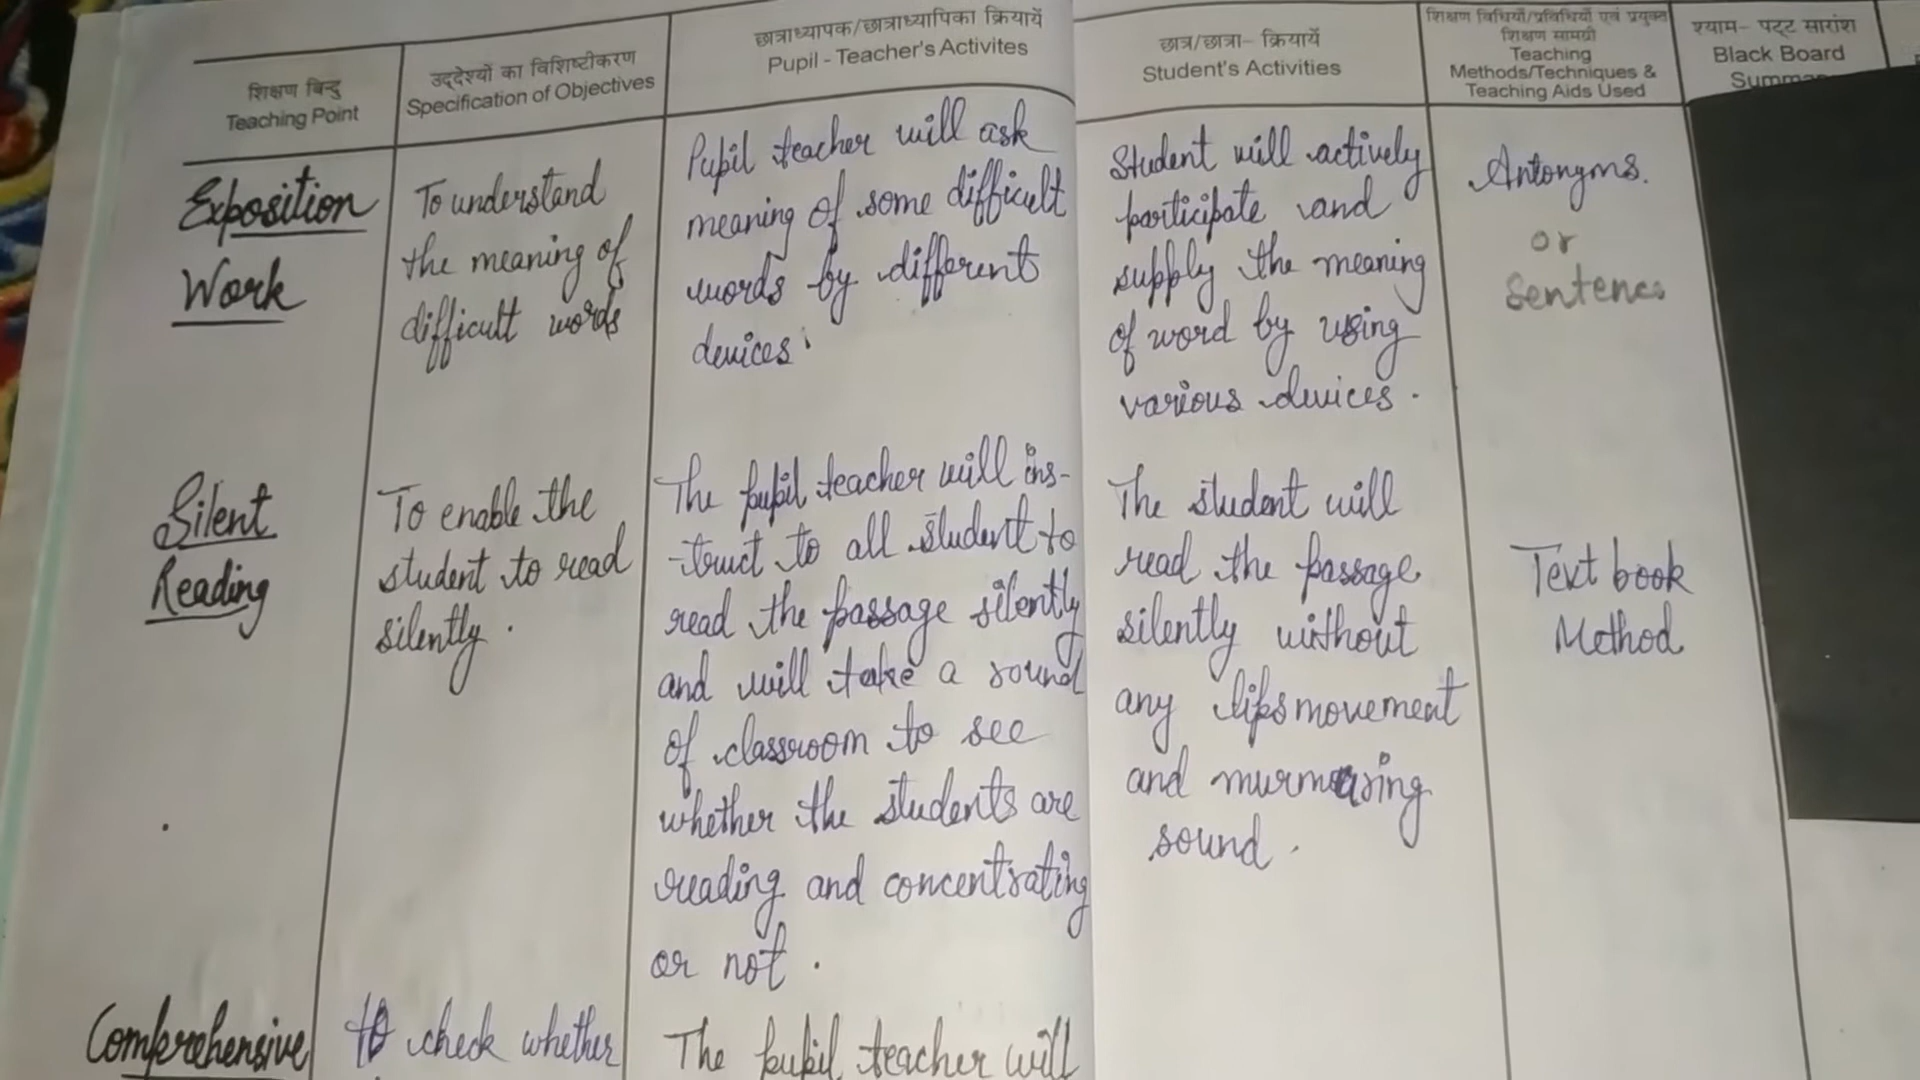 शिक्षण बिन्दु
Teaching Point
उद्देश्यों का विशिष्टीकरण
Specification of Objectives
छात्राध्यापक/छात्राध्यापिका क्रियायें
Pupil - Teacher's Activites
छात्र/छात्रा- क्रियायें
Student's Activities
शिक्षण विधियाँ/प्रविधियाँ एवं प्रयुक्त
शिक्षण सामग्री
Teaching
Methods/Techniques &
Teaching Aids Used
श्याम- पट्ट सारांश
Black Board
Exposition
Work
To understand
the meaning of
difficult words
Pupil teacher will ask
meaning of some difficult
words by different
devices.
Student will actively
participate and
supply the meaning
of word by using
various devices.
Antonyms.
or
Sentences
Silent
Reading
To enable the
student to read
silently.
The pupil teacher will ins-
-truct to all student to
read the passage silently
and will take a round
of classroom to see
whether the students are
reading and concentrating
or not.
The student will
read the passage
silently without
any lips movement
and murmuring
sound.
Text book
Method
Comprehensive
to check whether
The pupil teacher will